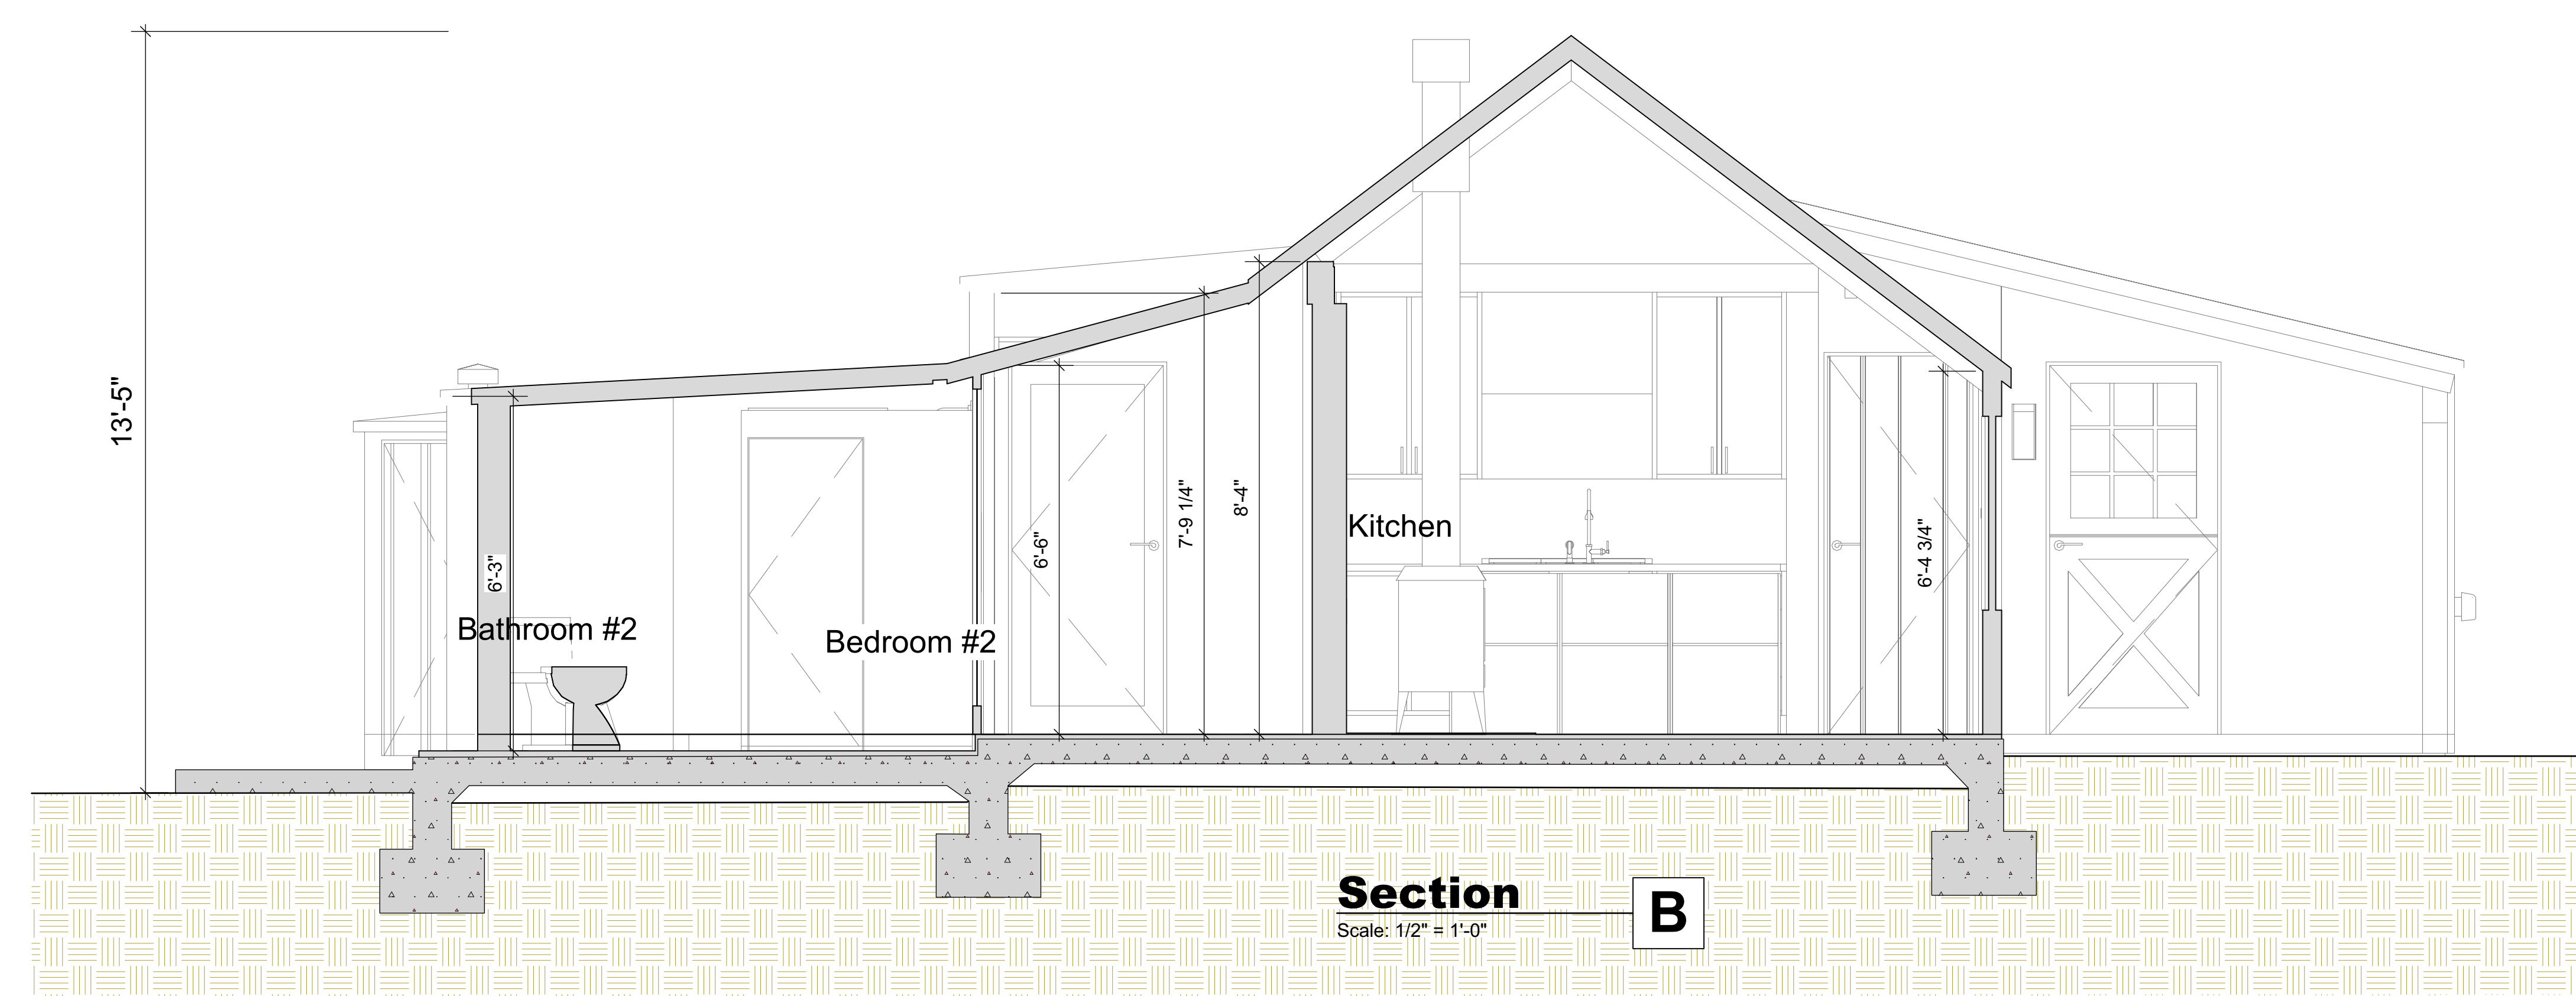 13'-5"
6'-3"
Bathroom #2
Bedroom #2
6'-6"
7'-9 1/4"
8'-4"
Kitchen
6'-4 3/4"
Section
B
Scale: 1/2" = 1'-0"